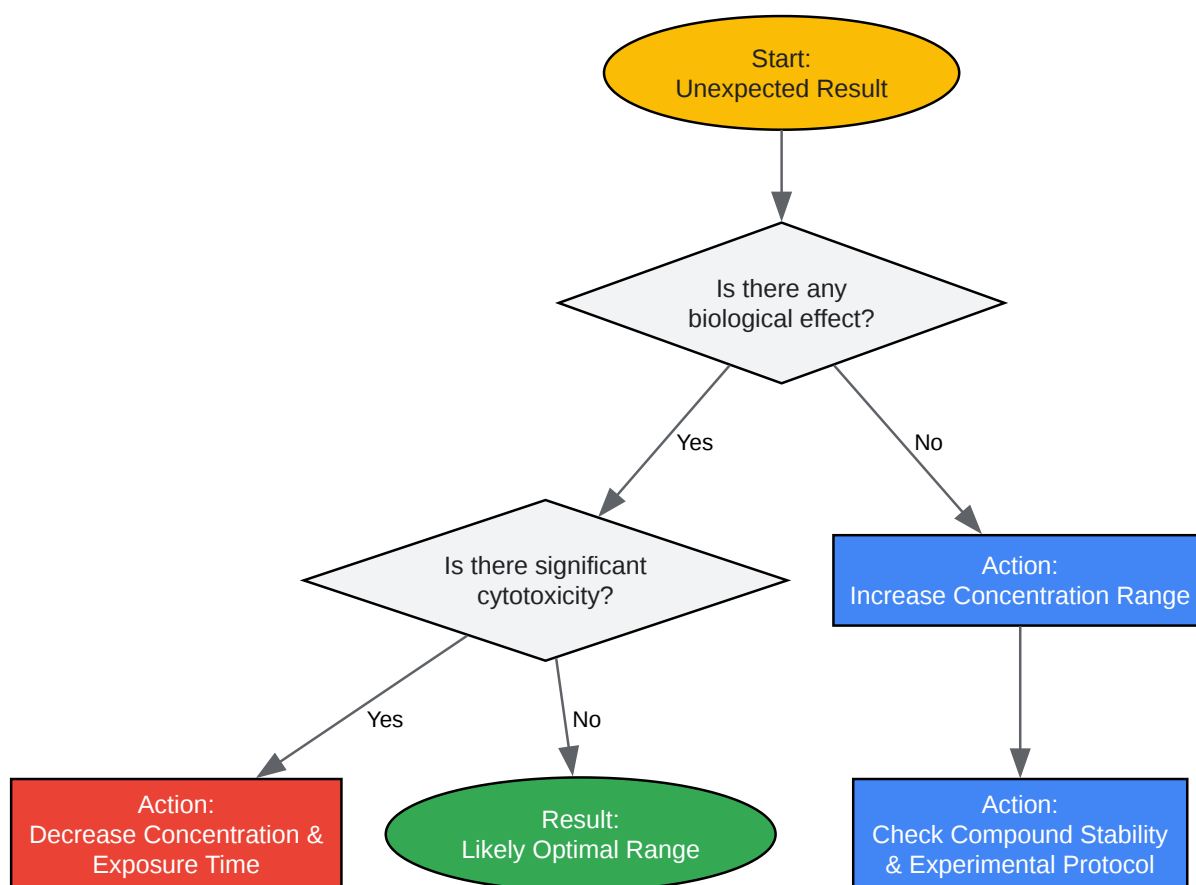 Start:
Unexpected Result
Is there any
biological effect?
Yes
No
Is there significant
cytotoxicity?
Action:
Increase Concentration Range
Yes
No
Action:
Decrease Concentration &
Exposure Time
Result:
Likely Optimal Range
Action:
Check Compound Stability
& Experimental Protocol